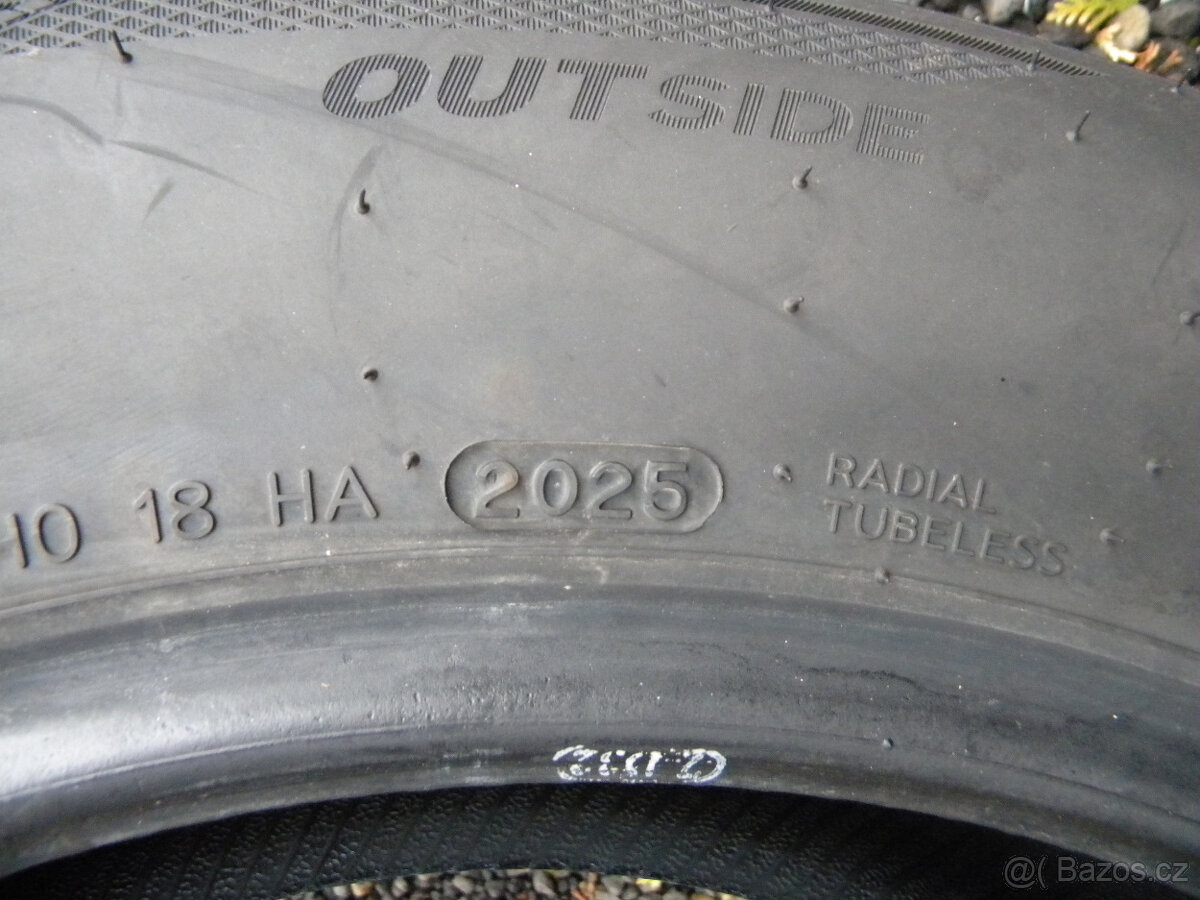 OUTSIDE
18 HA 2025
RADIAL
TUBELESS
@( Bazos.cz